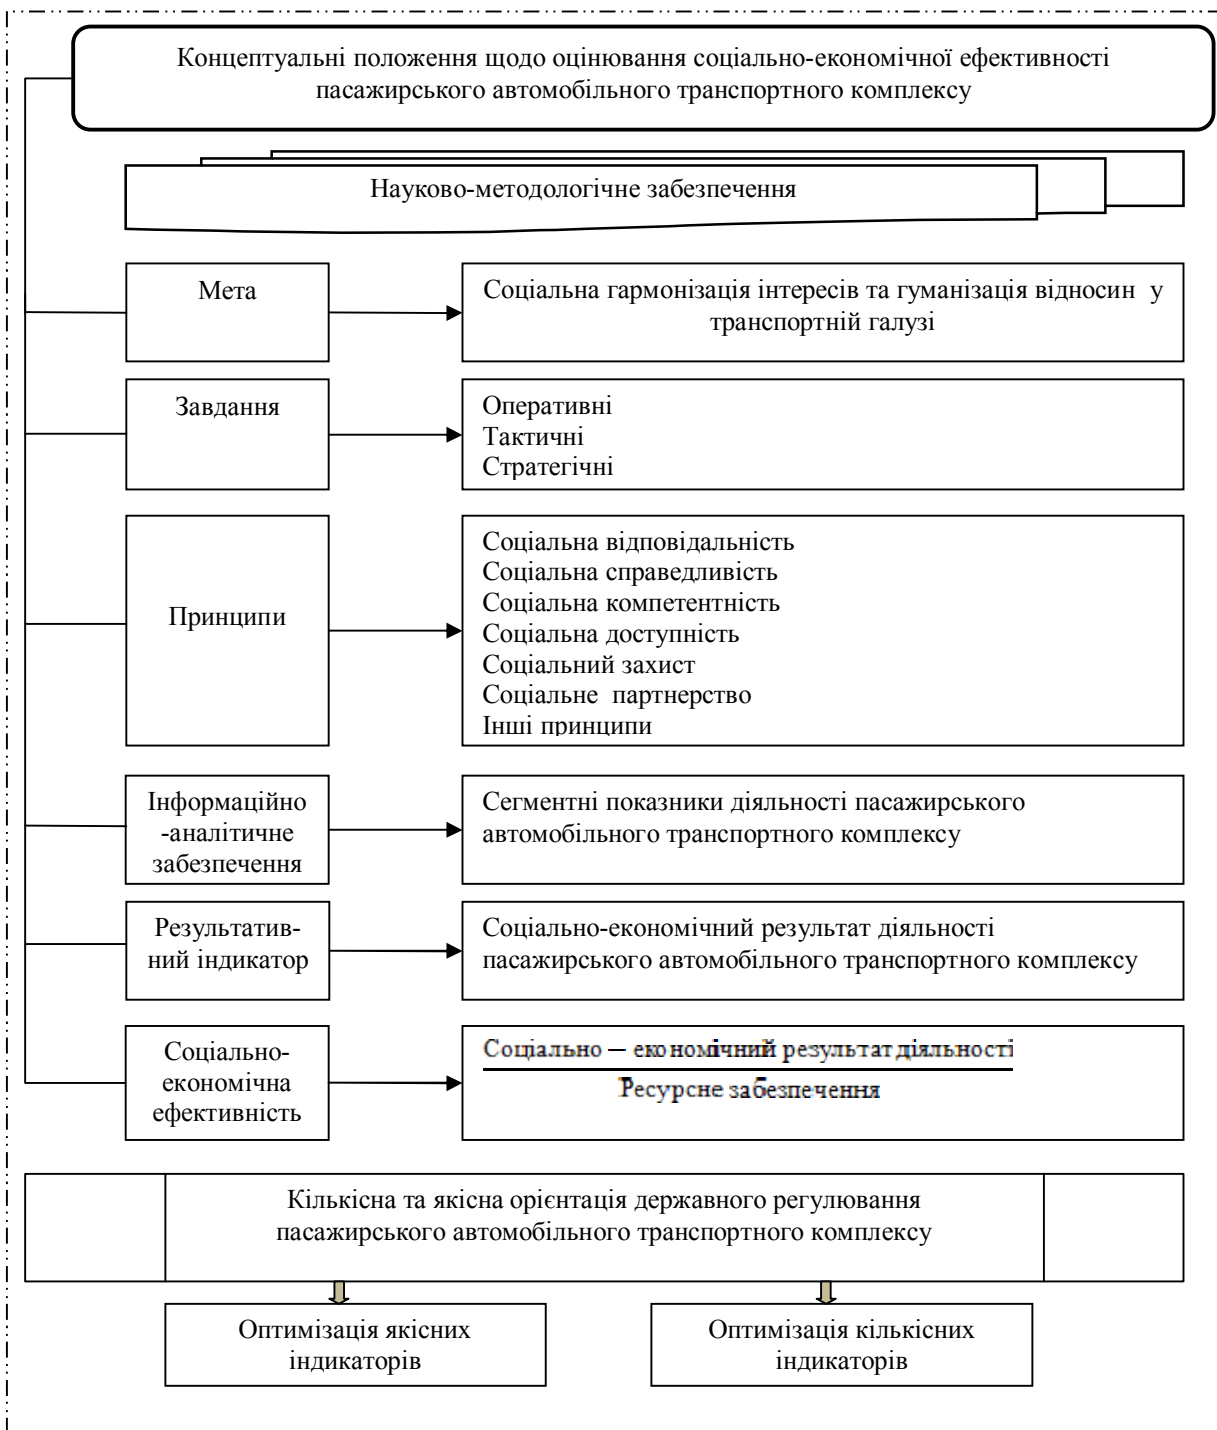 Концептуальні положення щодо оцінювання соціально-економічної ефективності
пасажирського автомобільного транспортного комплексу
Науково-методологічне забезпечення
Мета
Соціальна гармонізація інтересів та гуманізація відносин у
транспортній галузі
Завдання
Оперативні
Тактичні
Стратегічні
Принципи
Соціальна відповідальність
Соціальна справедливість
Соціальна компетентність
Соціальна доступність
Соціальний захист
Соціальне партнерство
Інші принципи
Інформаційно
-аналітичне
забезпечення
Сегментні показники діяльності пасажирського
автомобільного транспортного комплексу
Результатив-
ний індикатор
Соціально-економічний результат діяльності
пасажирського автомобільного транспортного комплексу
Соціально-
економічна
ефективність
Соціально – економічний результат діяльності
Ресурсне забезпечення
Кількісна та якісна орієнтація державного регулювання
пасажирського автомобільного транспортного комплексу
Оптимізація якісних
індикаторів
Оптимізація кількісних
індикаторів